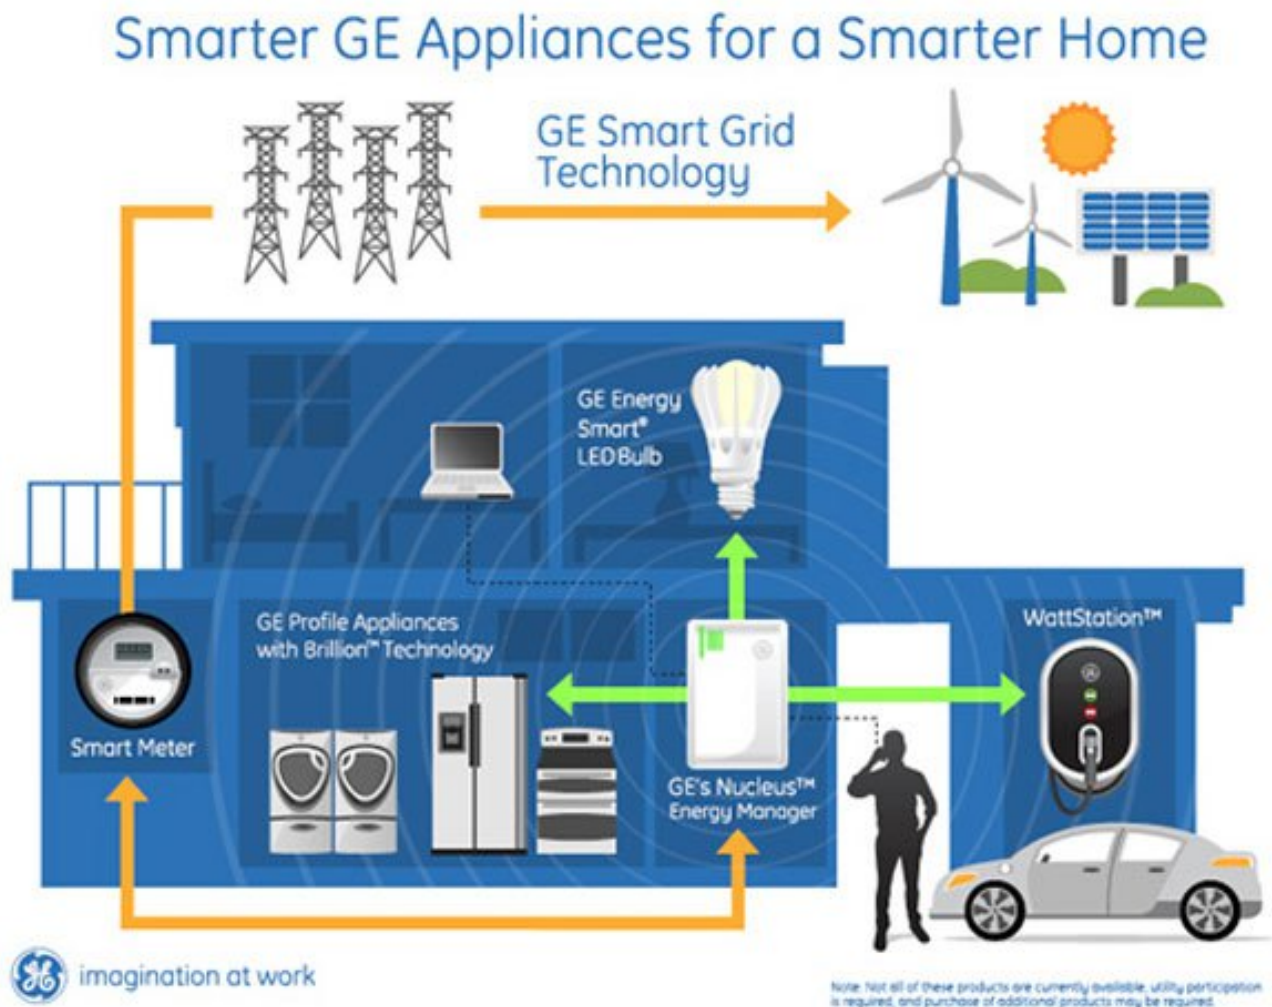 Smarter GE Appliances for a Smarter Home
GE Smart Grid
Technology
GE Energy
Smart®
LED Bulb
GE Profile Appliances
with Brillion™ Technology
WattStation™
Smart Meter
GE's Nucleus™
Energy Manager
imagination at work
Note: Not all of these products are currently available, utility participation
is required, and purchase of additional products may be required.